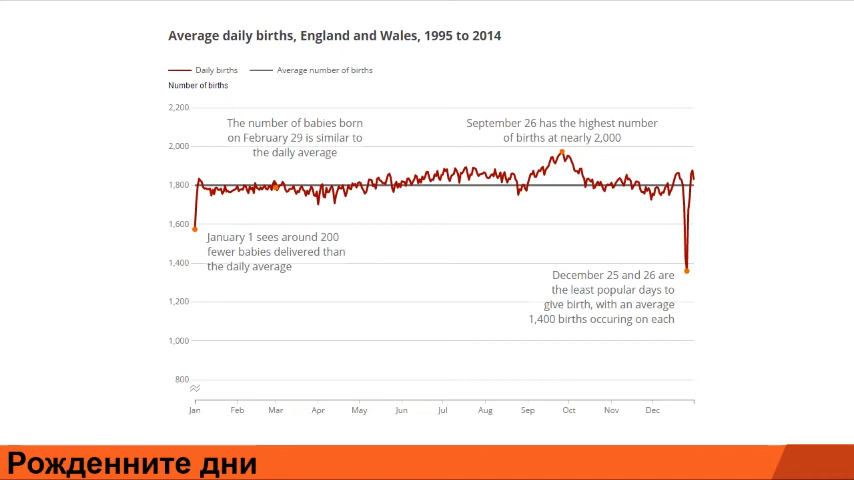 Average daily births, England and Wales, 1995 to 2014
Daily births
Average number of births
Number of births
2,200
2,000
1,800
1,600
1,400
1,200
1,000
800
The number of babies born
on February 29 is similar to
the daily average
September 26 has the highest number
of births at nearly 2,000
January 1 sees around 200
fewer babies delivered than
the daily average
December 25 and 26 are
the least popular days to
give birth, with an average
1,400 births occuring on each
Jan Feb Mar Apr May Jun Jul Aug Sep Oct Nov Dec
Рожденните дни